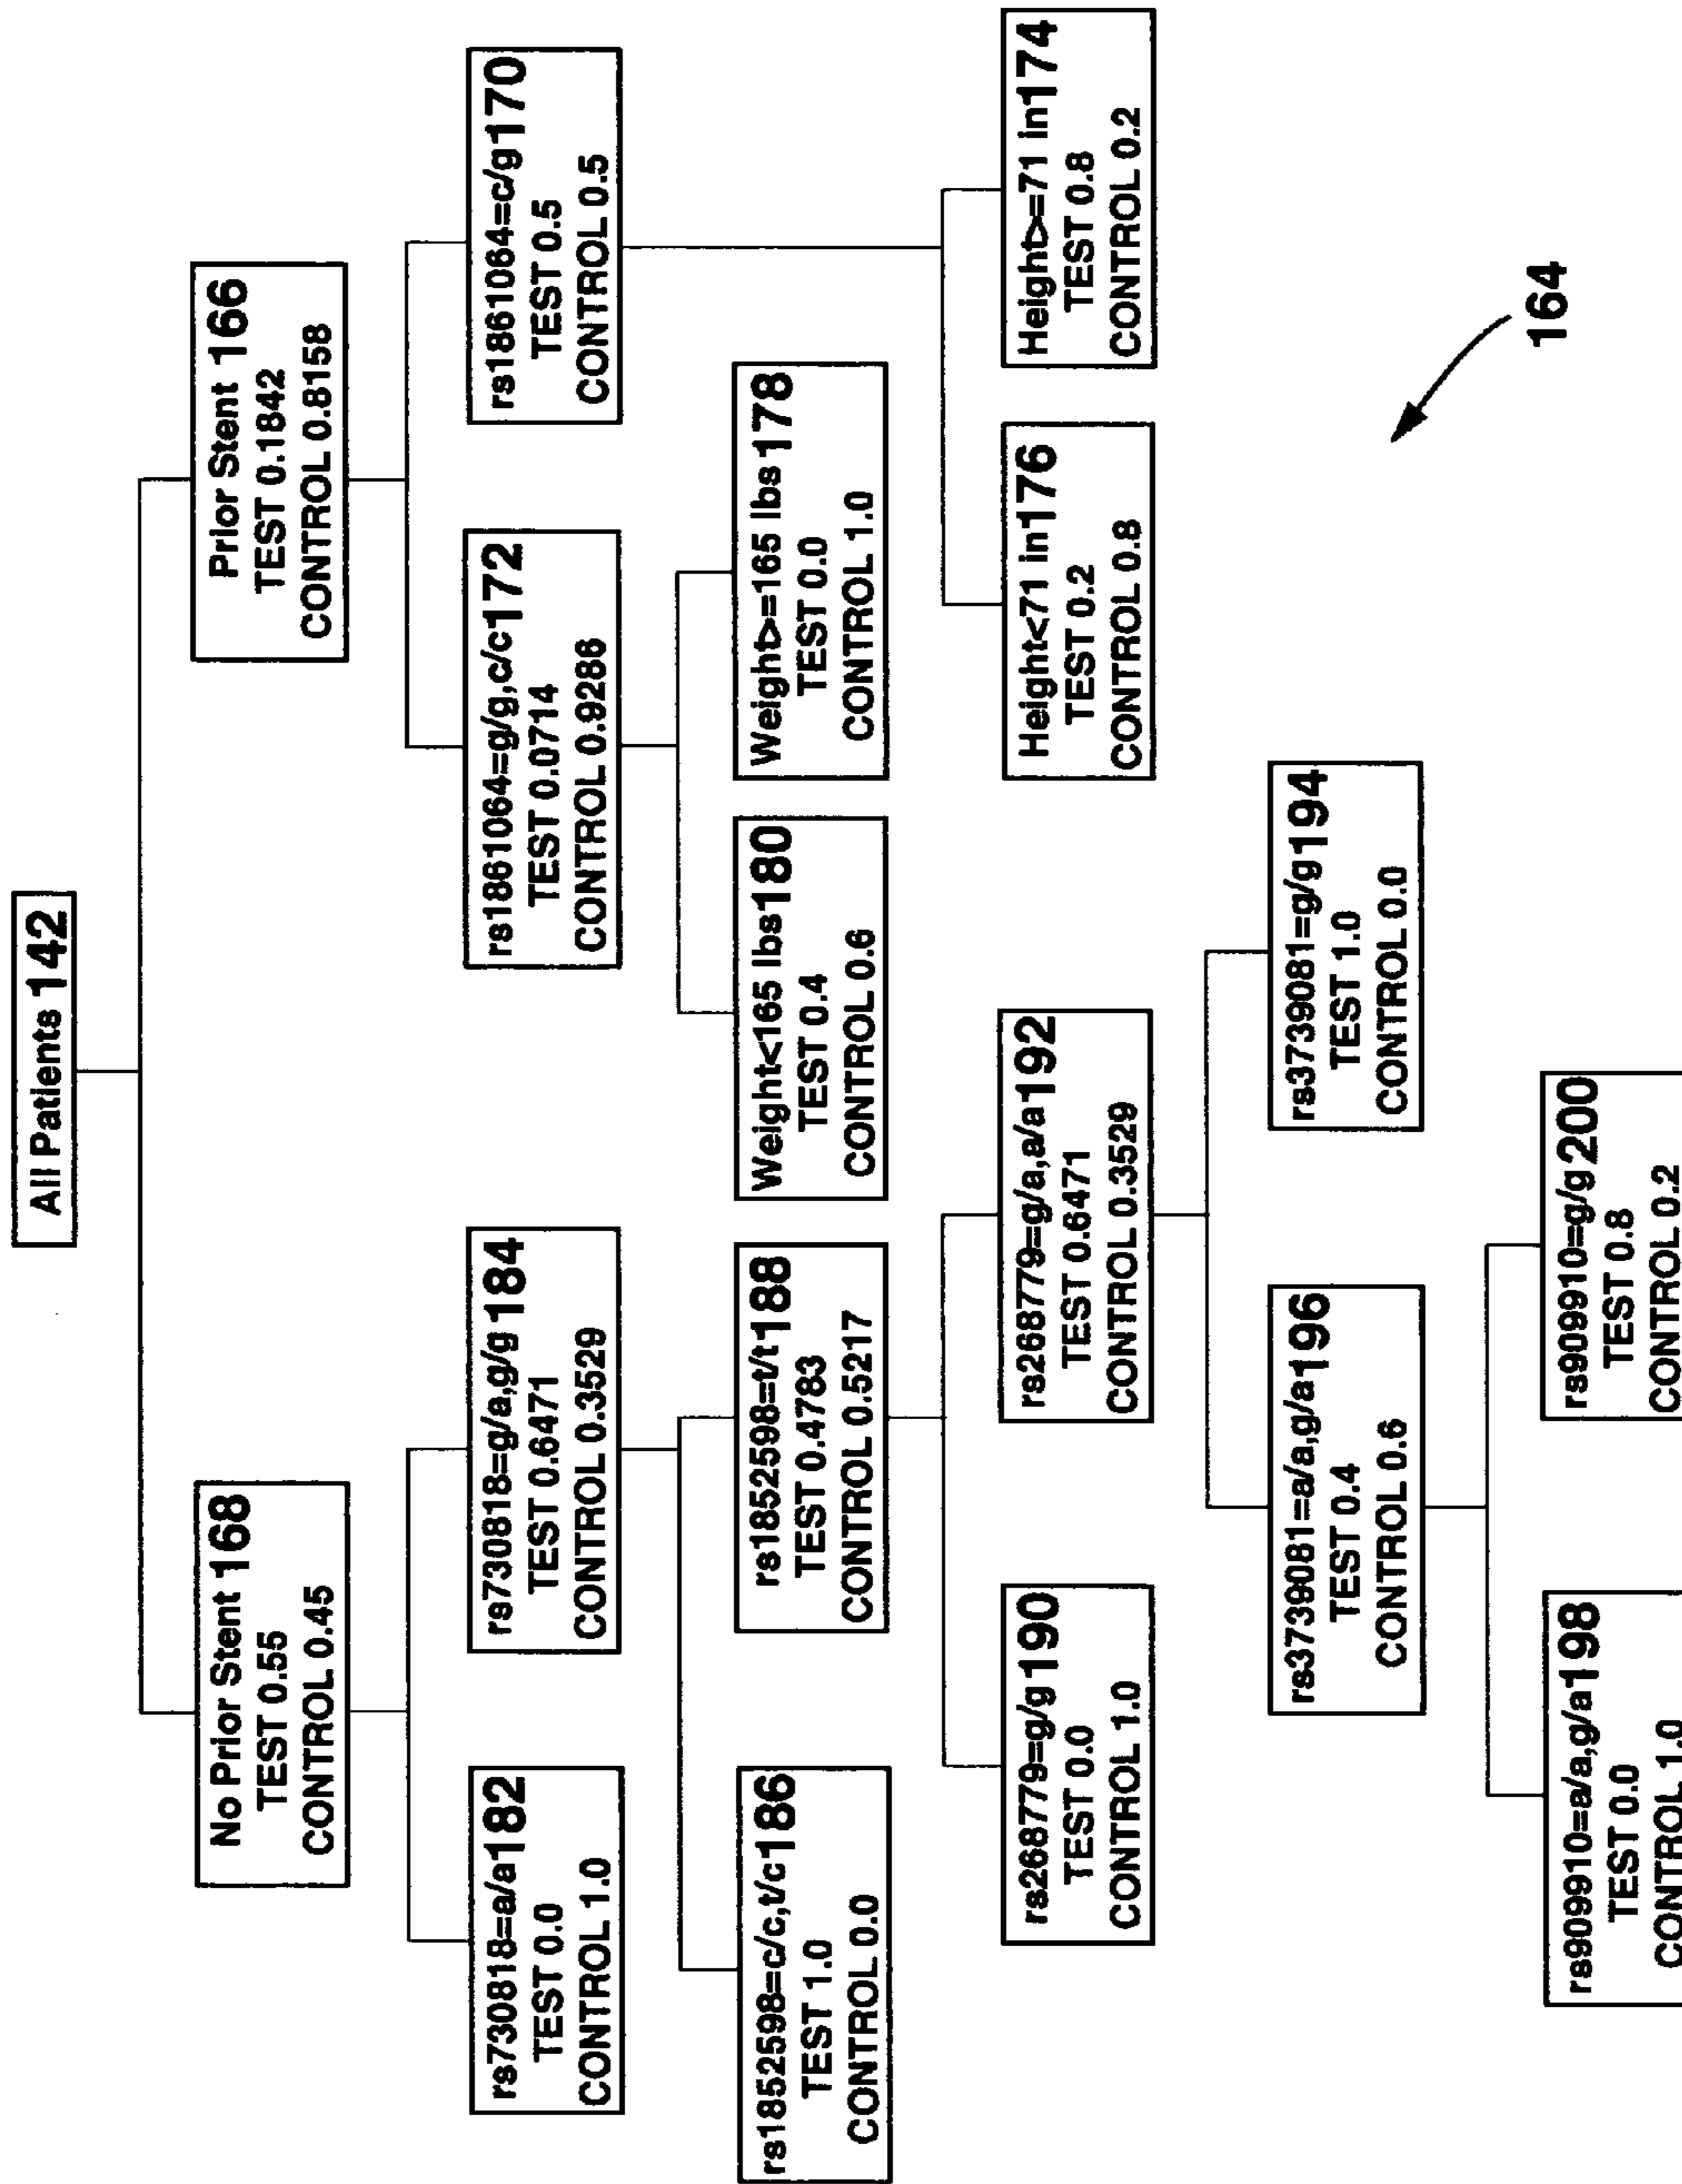 All Patients 142
No Prior Stent 168
TEST 0.55
CONTROL 0.45
Prior Stent 166
TEST 0.1842
CONTROL 0.8158
rs730818=a/a 182
TEST 0.0
CONTROL 1.0
rs730818=g/a,g/g 184
TEST 0.6471
CONTROL 0.3529
rs1861064=g/g,c/c 172
TEST 0.0714
CONTROL 0.9286
rs1861064=c/g 170
TEST 0.5
CONTROL 0.5
rs1852598=c/c,t/c 186
TEST 1.0
CONTROL 0.0
rs1852598=t/t 188
TEST 0.4783
CONTROL 0.5217
Weight<165 lbs 180
TEST 0.4
CONTROL 0.6
Weight>=165 lbs 178
TEST 0.0
CONTROL 1.0
rs268779=g/g 190
TEST 0.0
CONTROL 1.0
rs268779=g/a,a/a 192
TEST 0.6471
CONTROL 0.3529
Height<71 in 176
TEST 0.2
CONTROL 0.8
Height>=71 in 174
TEST 0.8
CONTROL 0.2
rs3739081=a/a,g/a 196
TEST 0.4
CONTROL 0.6
rs3739081=g/g 194
TEST 1.0
CONTROL 0.0
rs909910=a/a,g/a 198
TEST 0.0
CONTROL 1.0
rs909910=g/g 200
TEST 0.8
CONTROL 0.2
164